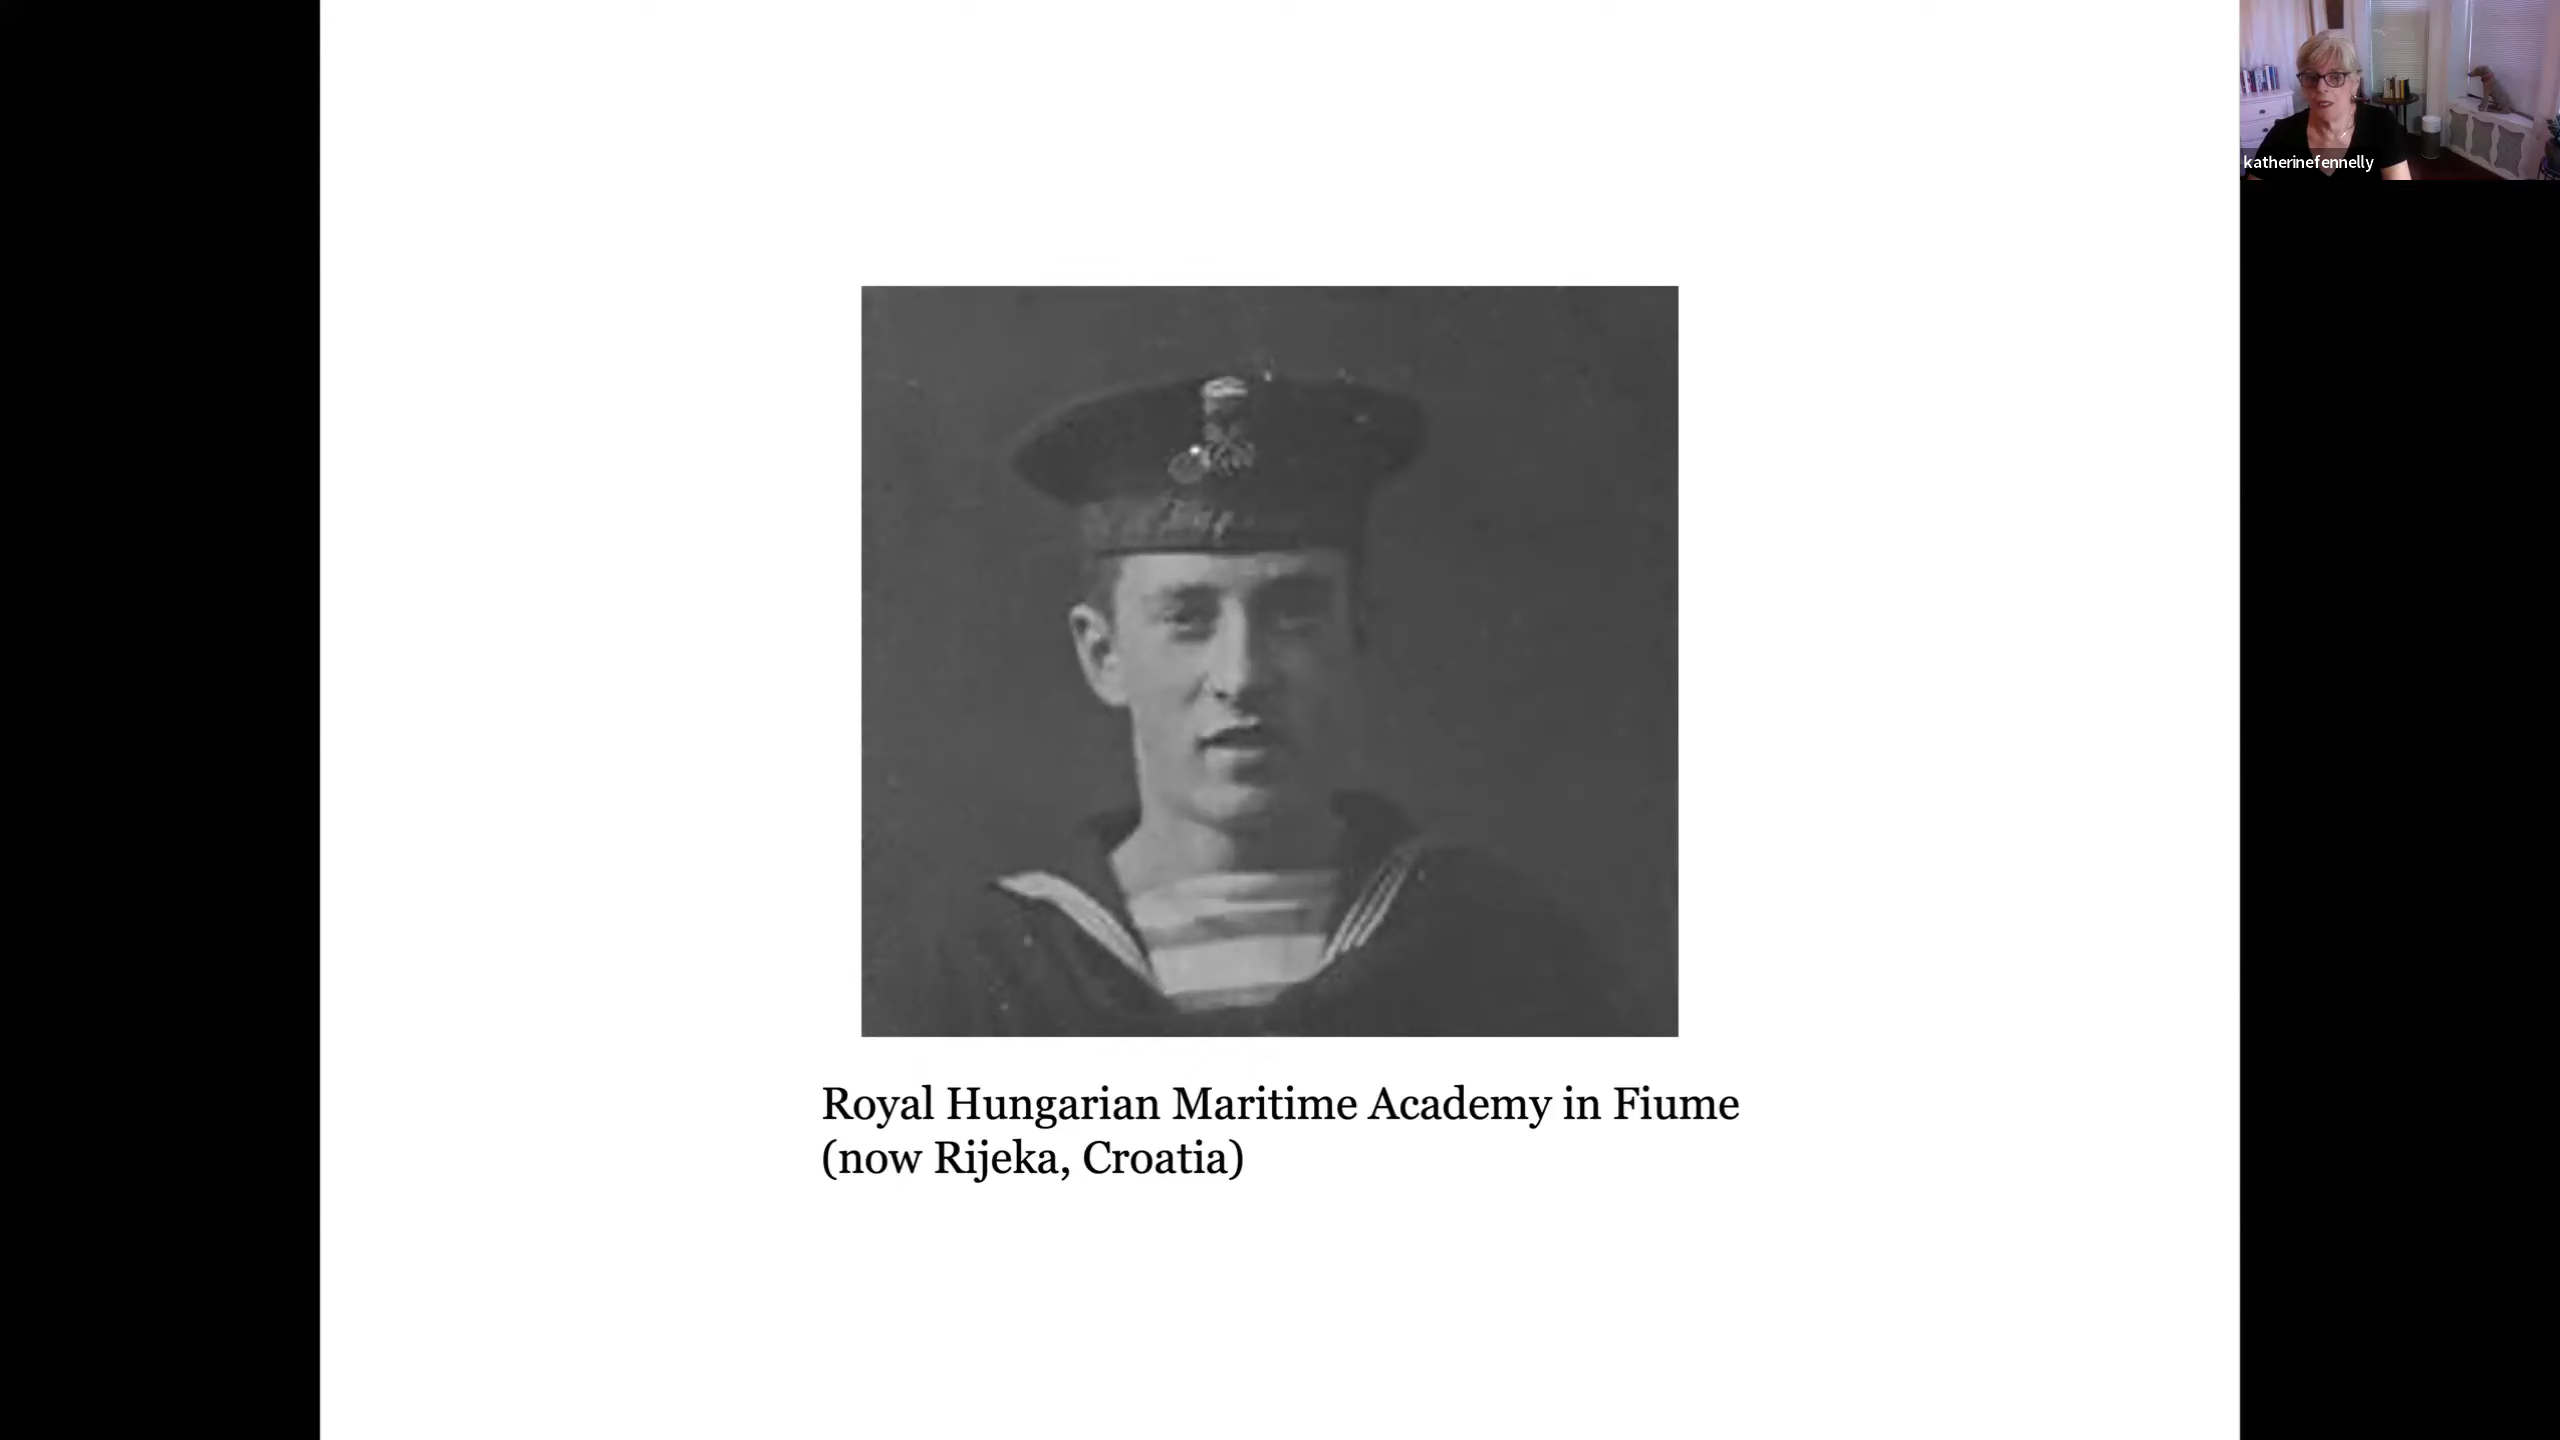 katherinefennelly
Royal Hungarian Maritime Academy in Fiume
(now Rijeka, Croatia)